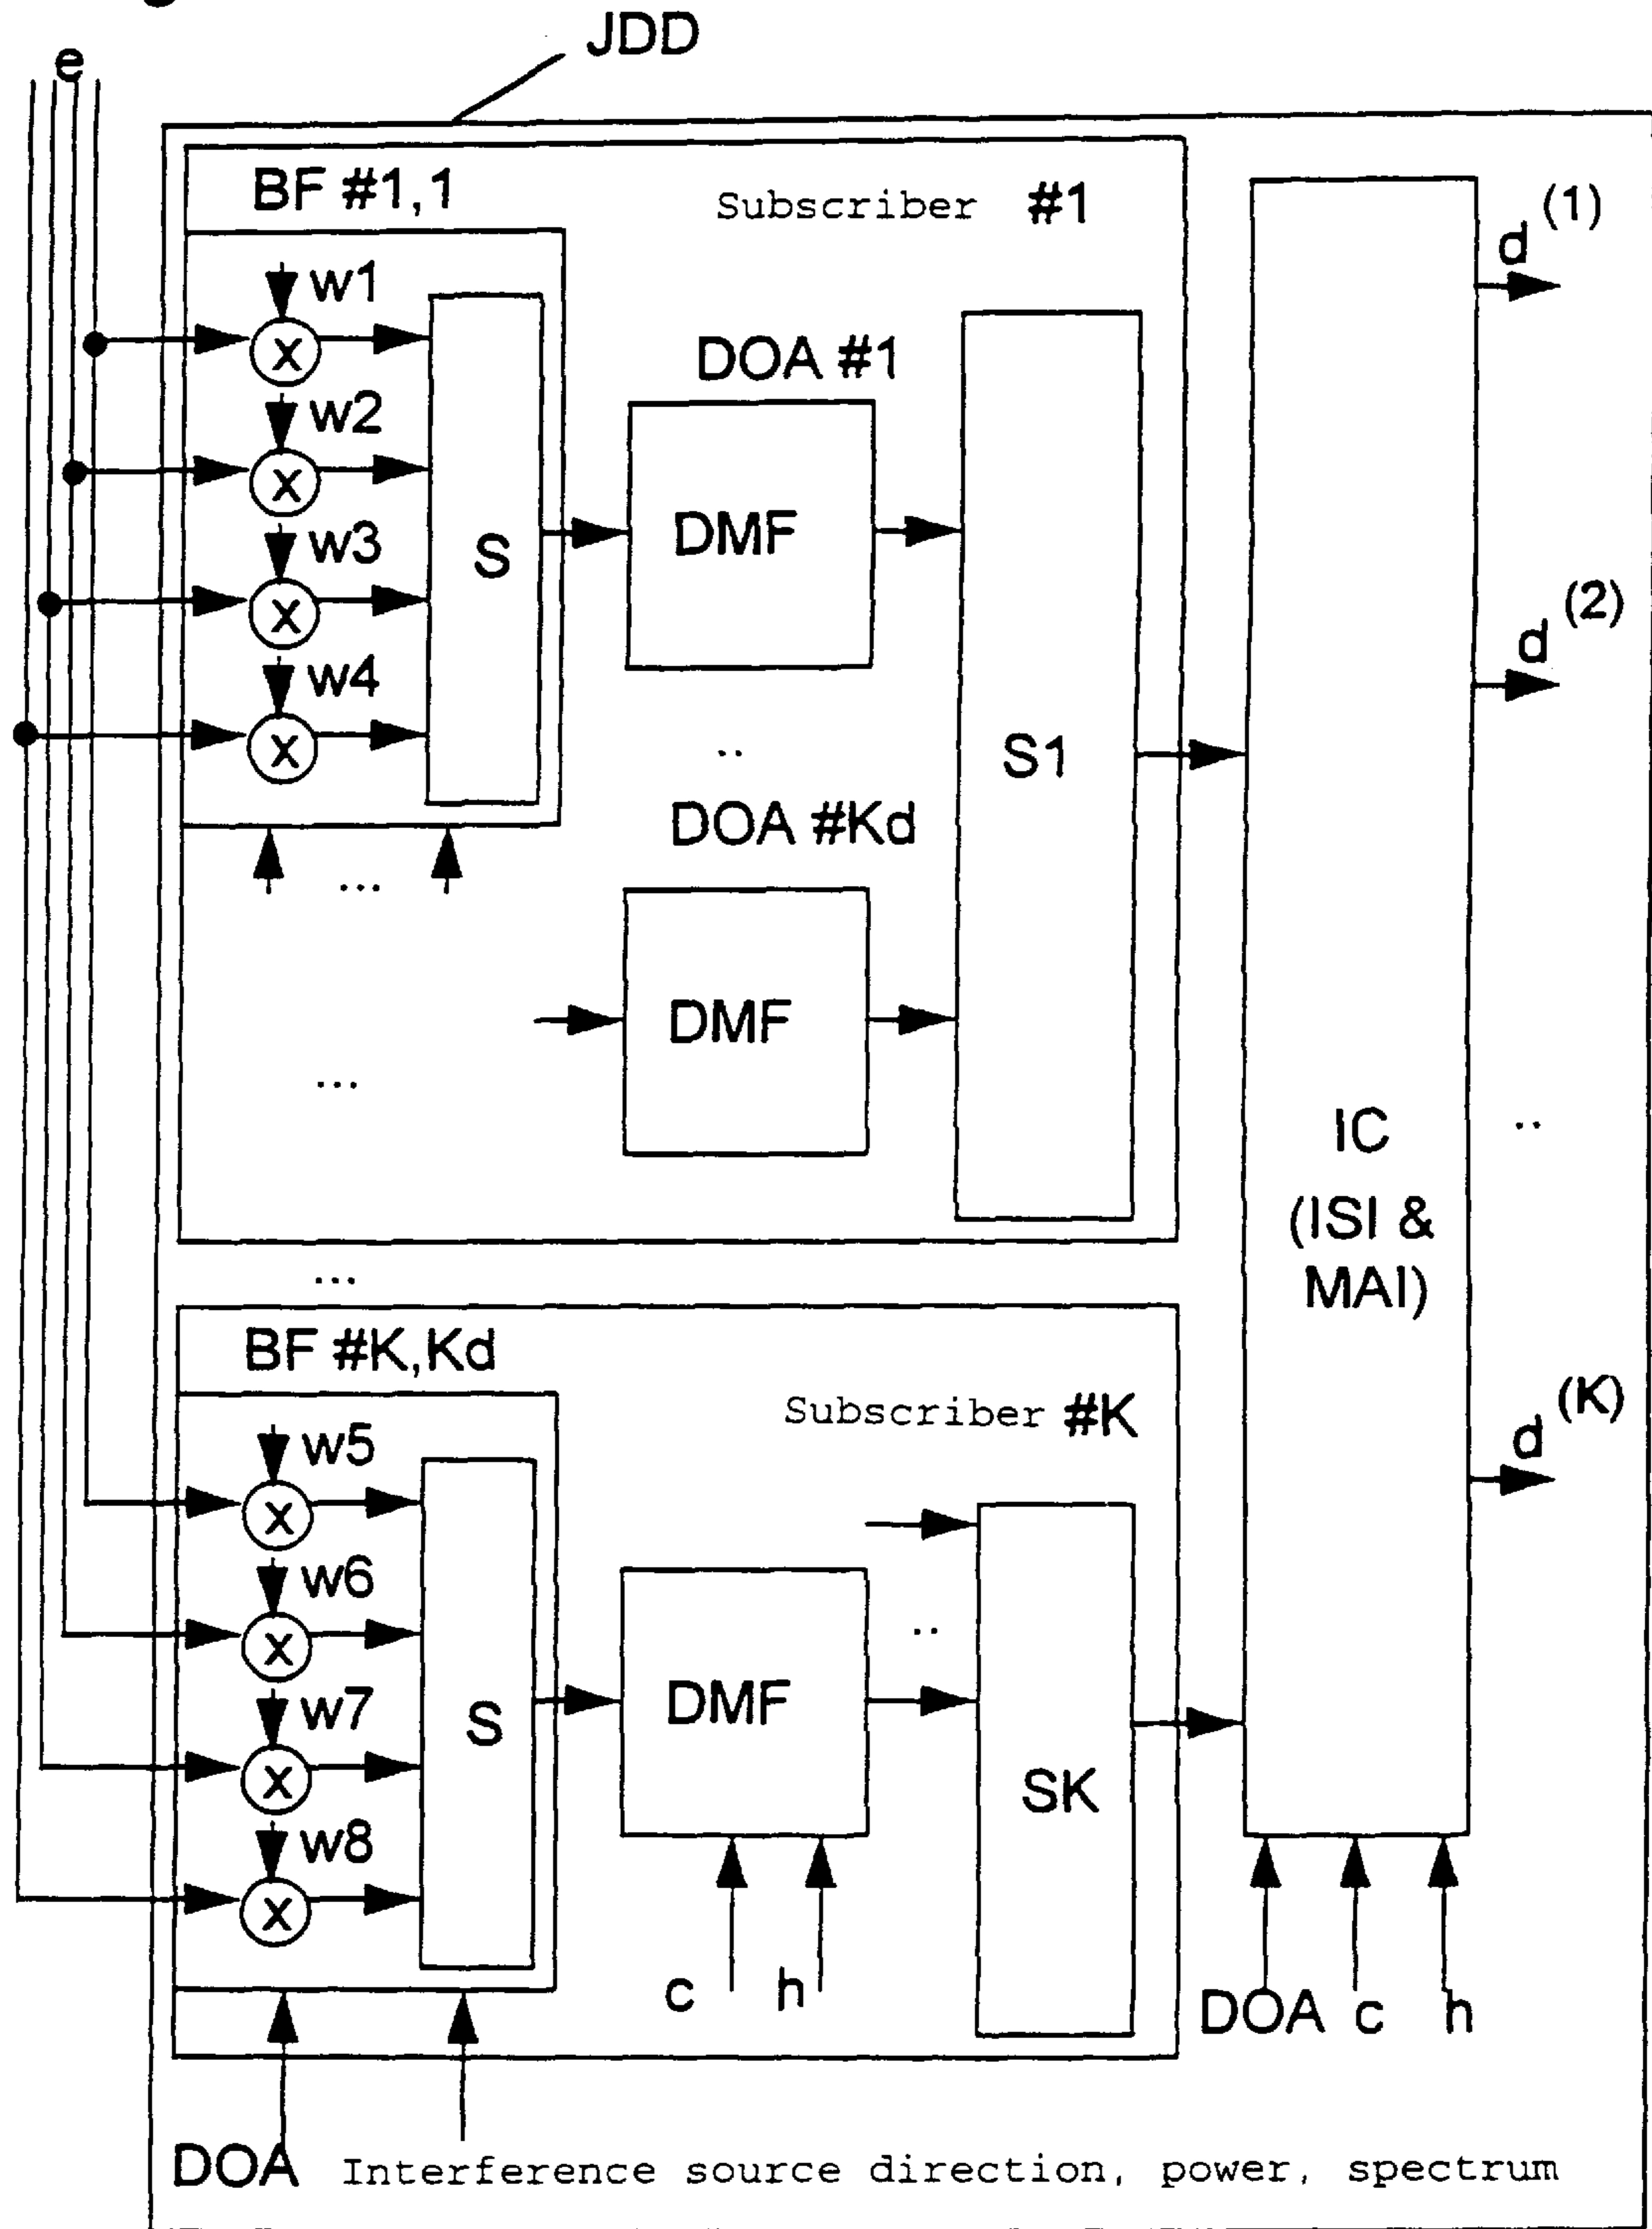 JDD
e
BF #1,1
Subscriber #1
d (1)
w1
X
DOA #1
w2
X
w3
X
S
DMF
w4
X
d (2)
..
S1
DOA #Kd
...
DMF
...
IC
(ISI &
MAI)
..
...
BF #K,Kd
Subscriber #K
d (K)
w5
X
w6
X
..
w7
X
S
DMF
SK
w8
X
c h
DOA c h
DOA Interference source direction, power, spectrum